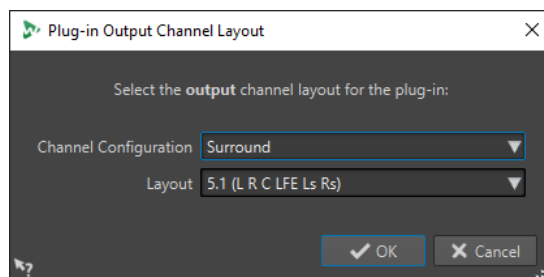 Plug-in Output Channel Layout
Select the output channel layout for the plug-in:
Channel Configuration Surround
Layout 5.1 (L R C LFE Ls Rs)
OK Cancel
?